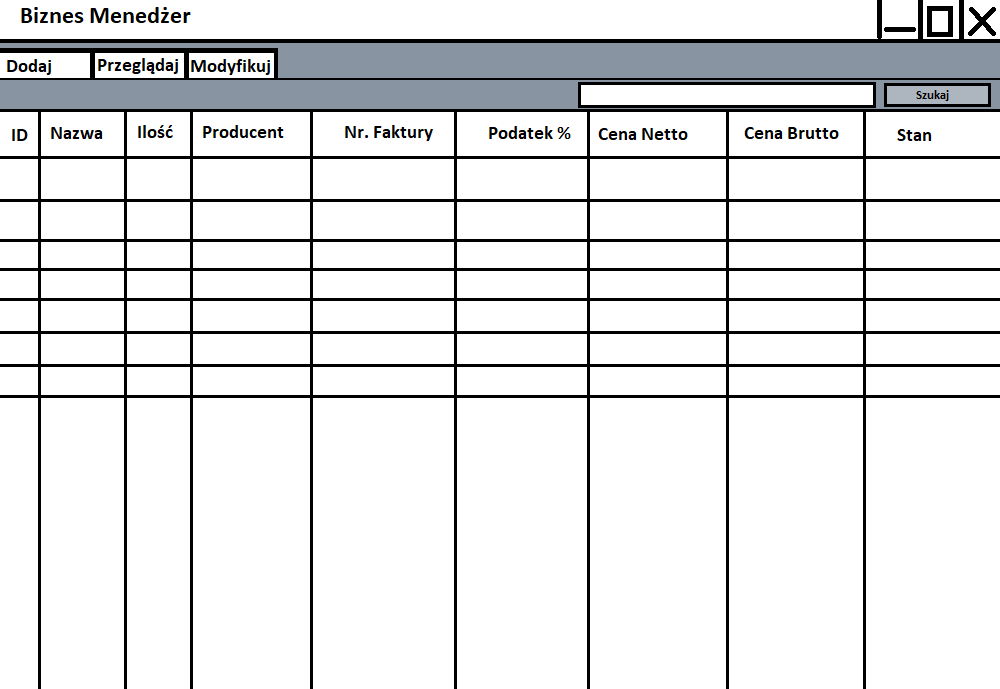 Biznes Menedżer
Dodaj Przeglądaj Modyfikuj
Szukaj
ID Nazwa Ilość Producent Nr. Faktury Podatek % Cena Netto Cena Brutto Stan